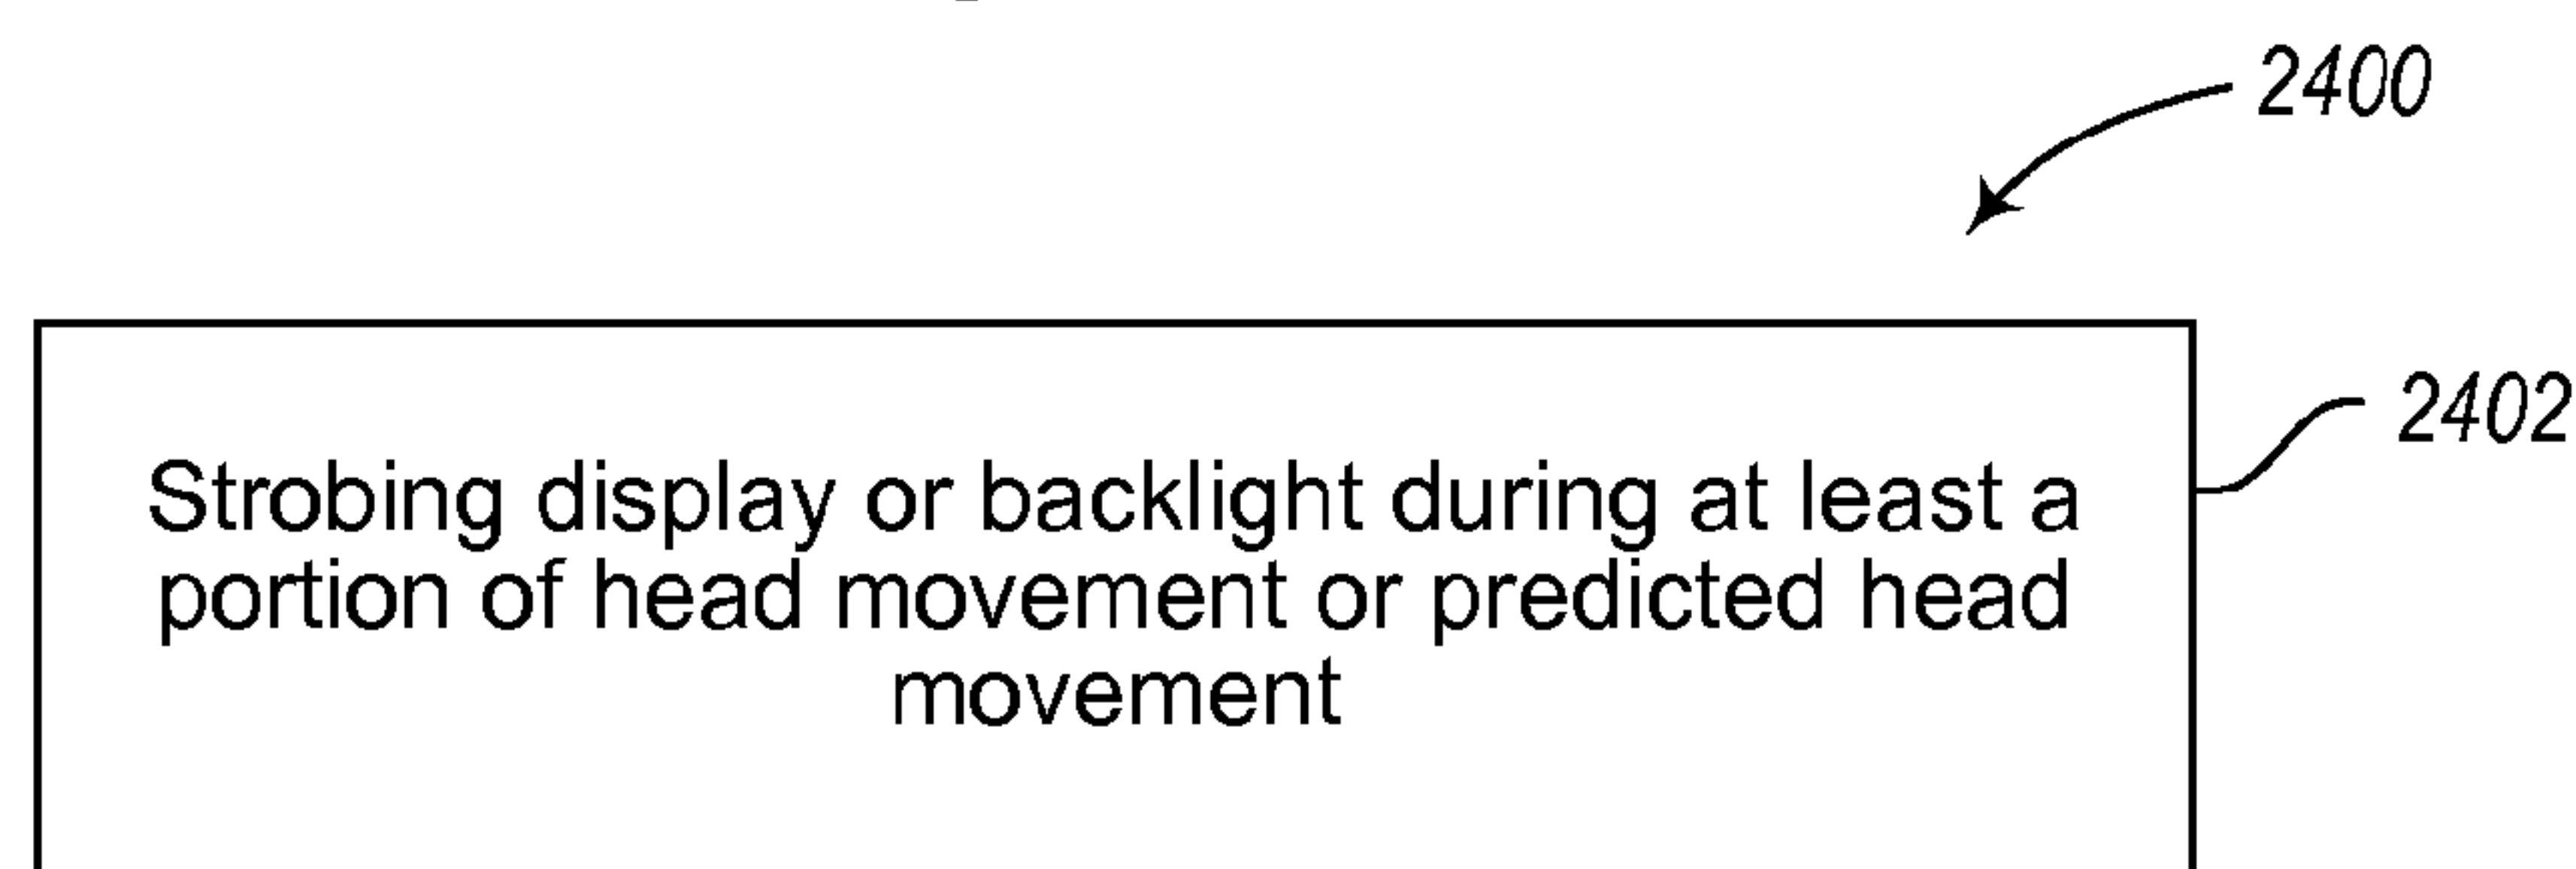 2400
2402
Strobing display or backlight during at least a
portion of head movement or predicted head
movement